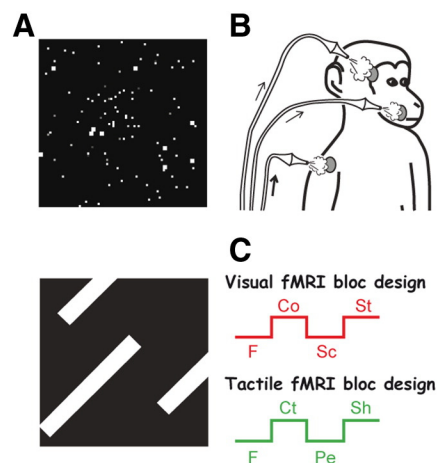 A
B
C
Visual fMRI bloc design
Co
St
F
Sc
Tactile fMRI bloc design
Ct
Sh
F
Pe